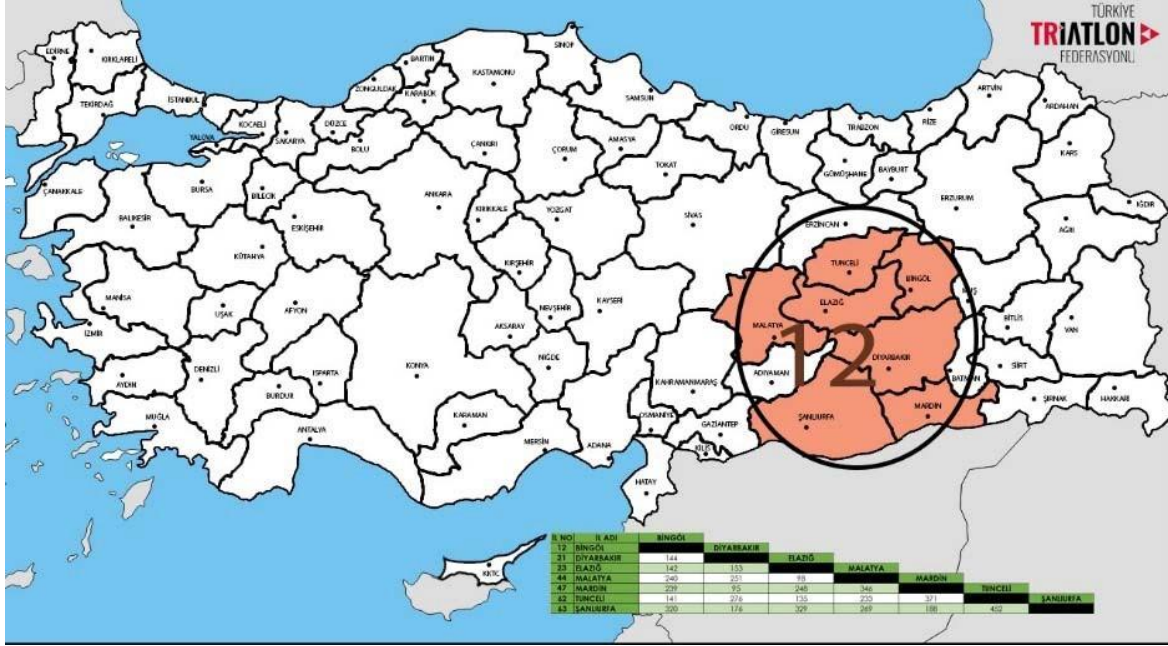 TÜRKİYE
TRİATLON
FEDERASYONU
EDİRNE
KIRKLARELİ
TEKİRDAĞ
İSTANBUL
YALOVA
KOCAELİ
SAKARYA
DÜZCE
BOLU
ZONGULDAK
BARTIN
KARABÜK
KASTAMONU
SİNOP
SAMSUN
ÇANKIRI
ÇORUM
AMASYA
TOKAT
ORDU
GİRESUN
TRABZON
RİZE
ARTVİN
ARDAHAN
KARS
GÜMÜŞHANE
BAYBURT
ERZURUM
IĞDIR
AĞRI
ÇANAKKALE
BALIKESİR
BURSA
BİLECİK
ESKİŞEHİR
KÜTAHYA
ANKARA
KIRIKKALE
YOZGAT
SİVAS
ERZİNCAN
TUNCELİ
BİNGÖL
ELAZIĞ
MALATYA
12
DİYARBAKIR
ADIYAMAN
ŞANLIURFA
MARDİN
BATMAN
BİTLİS
VAN
SİİRT
ŞIRNAK
HAKKARİ
MANİSA
İZMİR
UŞAK
AFYON
KIRŞEHİR
NEVŞEHİR
KAYSERİ
AKSARAY
NİĞDE
KONYA
AYDIN
DENİZLİ
ISPARTA
BURDUR
MUĞLA
ANTALYA
KARAMAN
MERSİN
ADANA
KAHRAMANMARAŞ
OSMANİYE
GAZİANTEP
KİLİS
HATAY
KKTC
İL NO İL ADI BİNGÖL
12 BİNGÖL DİYARBAKIR
21 DİYARBAKIR 144 ELAZIĞ
23 ELAZIĞ 142 153 MALATYA
44 MALATYA 240 251 98 MARDİN
47 MARDİN 239 95 248 346 TUNCELİ
62 TUNCELİ 141 276 135 233 371 ŞANLIURFA
63 ŞANLIURFA 320 176 329 269 188 452